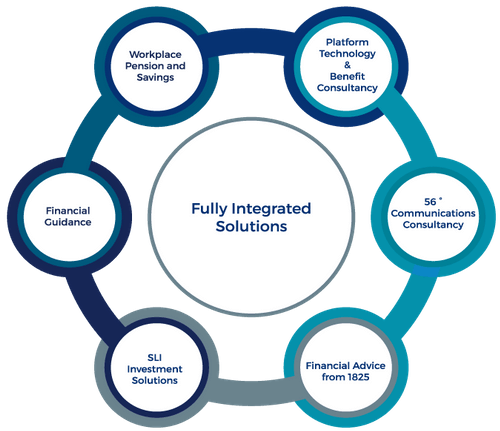 Workplace
Pension and
Savings
Platform
Technology
&
Benefit
Consultancy
Financial
Guidance
Fully Integrated
Solutions
56 °
Communications
Consultancy
SLI
Investment
Solutions
Financial Advice
from 1825